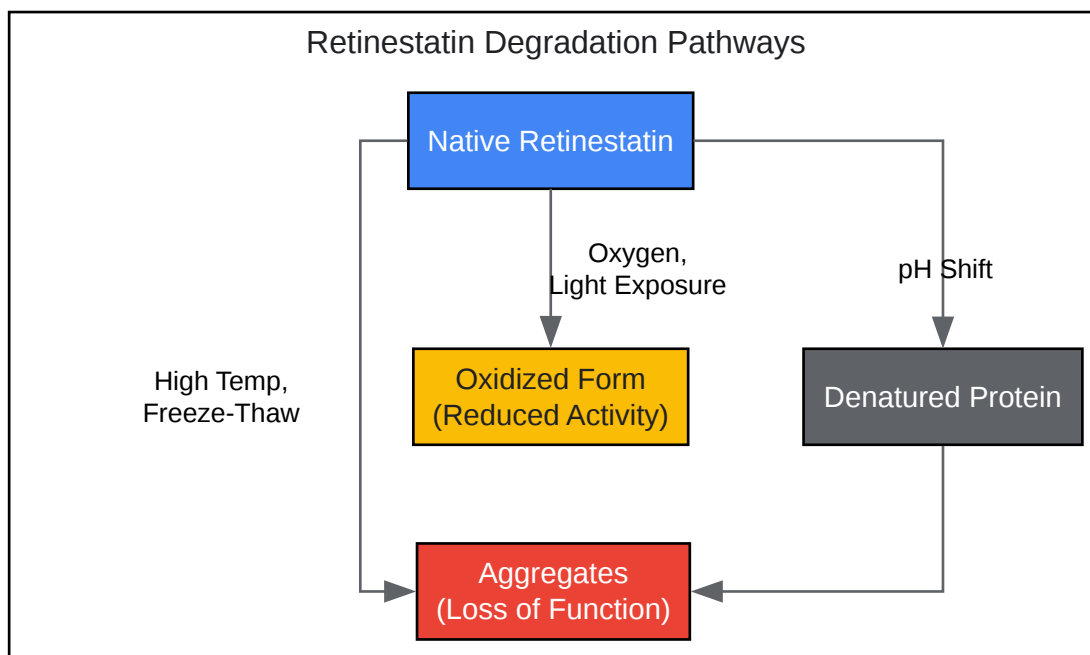 Retinestatin Degradation Pathways
Native Retinestatin
Oxygen,
Light Exposure
pH Shift
High Temp,
Freeze-Thaw
Oxidized Form
(Reduced Activity)
Denatured Protein
Aggregates
(Loss of Function)